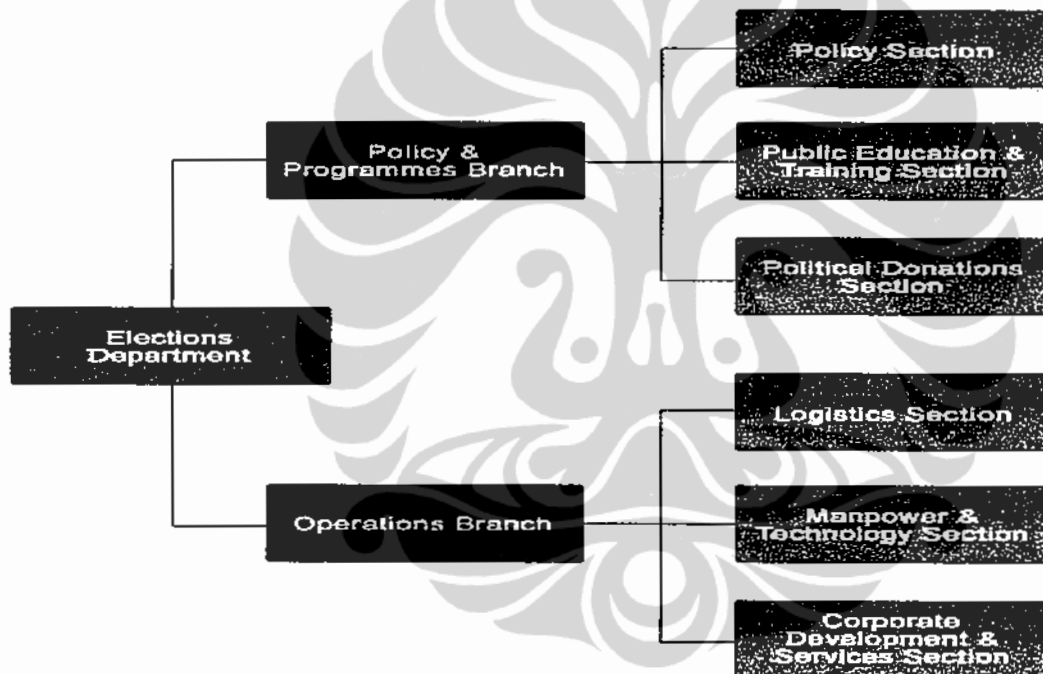 Policy Section
Policy &
Programmes Branch
Public Education &
Training Section
Political Donations
Section
Elections
Department
Logistics Section
Operations Branch
Manpower &
Technology Section
Corporate
Development &
Services Section